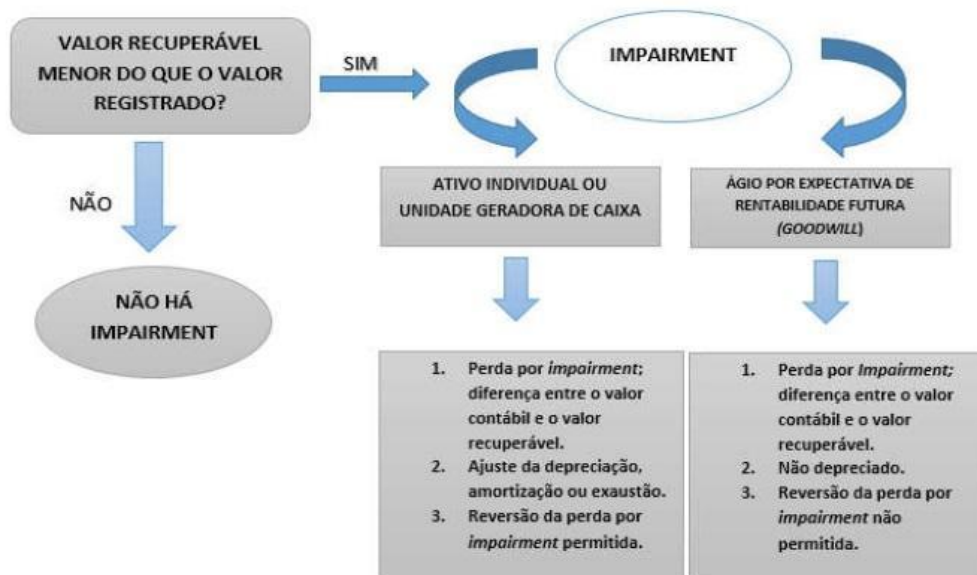 VALOR RECUPERÁVEL
MENOR DO QUE O VALOR
REGISTRADO?
SIM
IMPAIRMENT
NÃO
NÃO HÁ
IMPAIRMENT
ATIVO INDIVIDUAL OU
UNIDADE GERADORA DE CAIXA
ÁGIO POR EXPECTATIVA DE
RENTABILIDADE FUTURA
(GOODWILL)
1. Perda por impairment;
diferença entre o valor
contábil e o valor
recuperável.
2. Ajuste da depreciação,
amortização ou exaustão.
3. Reversão da perda por
impairment permitida.
1. Perda por Impairment;
diferença entre o valor
contábil e o valor
recuperável.
2. Não depreciado.
3. Reversão da perda por
impairment não
permitida.